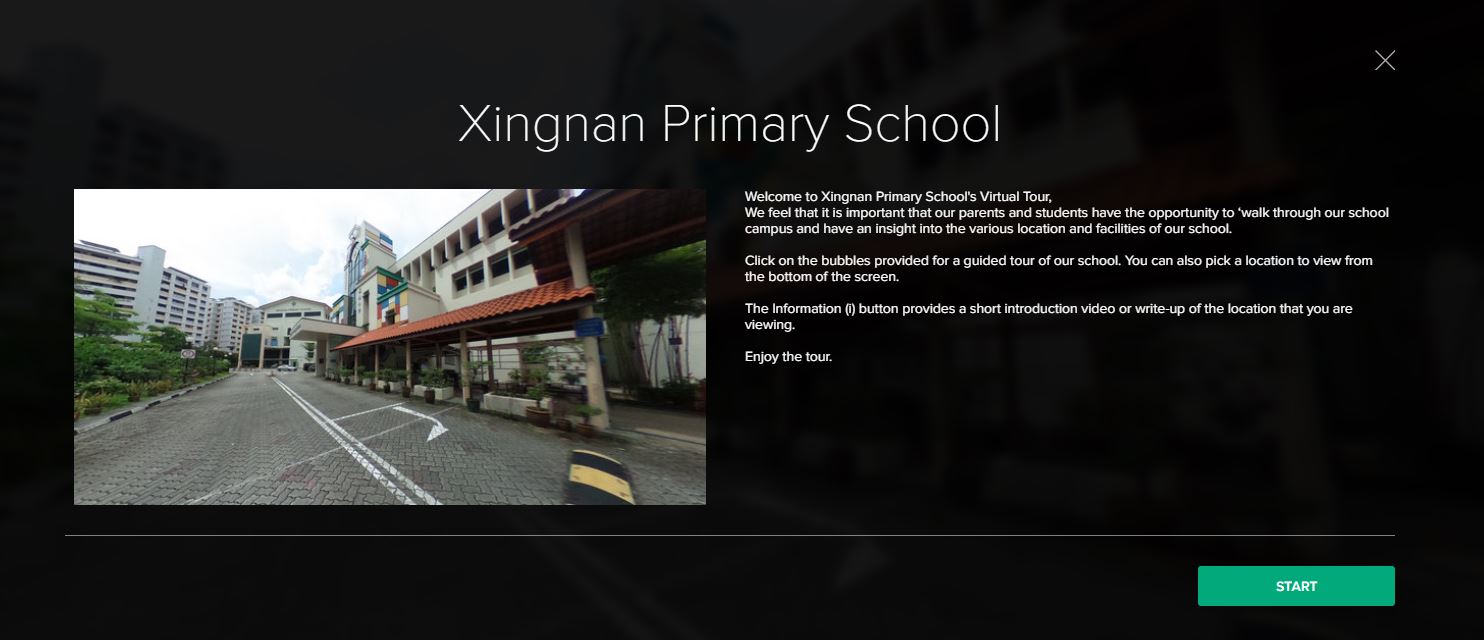 Xingnan Primary School
Welcome to Xingnan Primary School's Virtual Tour,
We feel that it is important that our parents and students have the opportunity to ‘walk through our school
campus and have an insight into the various location and facilities of our school.
Click on the bubbles provided for a guided tour of our school. You can also pick a location to view from
the bottom of the screen.
The Information (i) button provides a short introduction video or write-up of the location that you are
viewing.
Enjoy the tour.
START